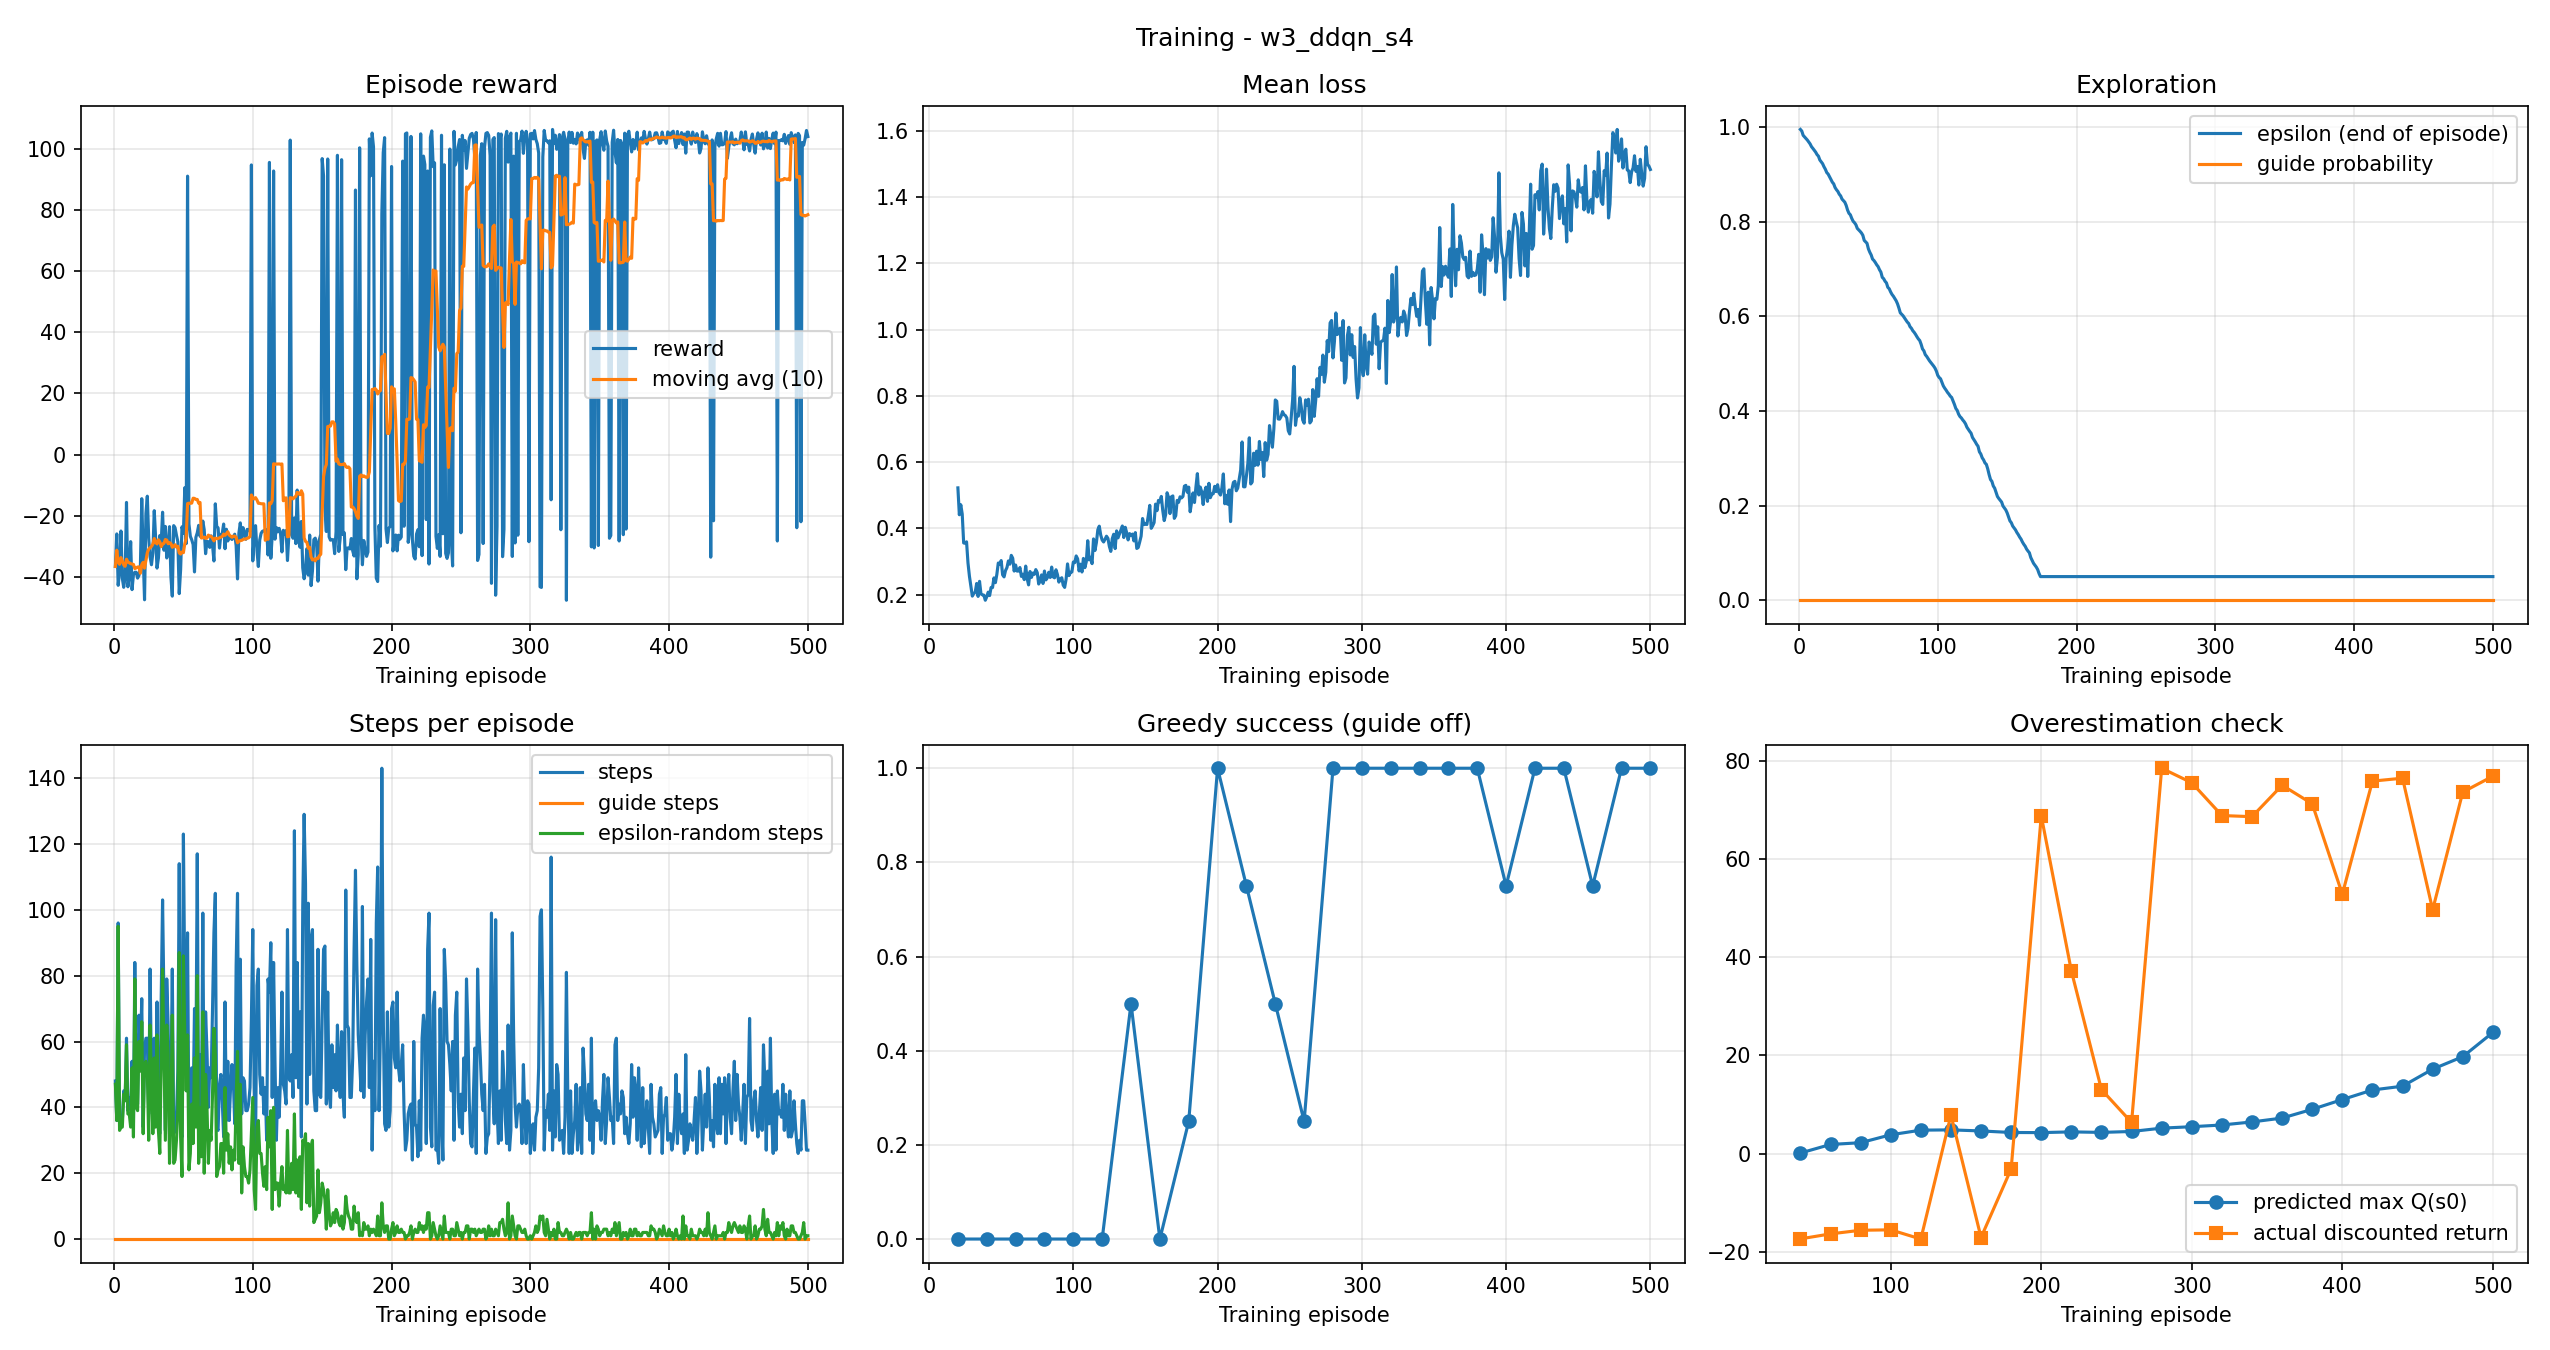 Training - w3_ddqn_s4
Episode reward
100
80
60
40
20
0
−20
−40
reward
moving avg (10)
0 100 200 300 400 500
Training episode
Mean loss
1.6
1.4
1.2
1.0
0.8
0.6
0.4
0.2
0 100 200 300 400 500
Training episode
Exploration
1.0
0.8
0.6
0.4
0.2
0.0
epsilon (end of episode)
guide probability
0 100 200 300 400 500
Training episode
Steps per episode
140
120
100
80
60
40
20
0
steps
guide steps
epsilon-random steps
0 100 200 300 400 500
Training episode
Greedy success (guide off)
1.0
0.8
0.6
0.4
0.2
0.0
0 100 200 300 400 500
Training episode
Overestimation check
80
60
40
20
0
−20
predicted max Q(s0)
actual discounted return
100 200 300 400 500
Training episode